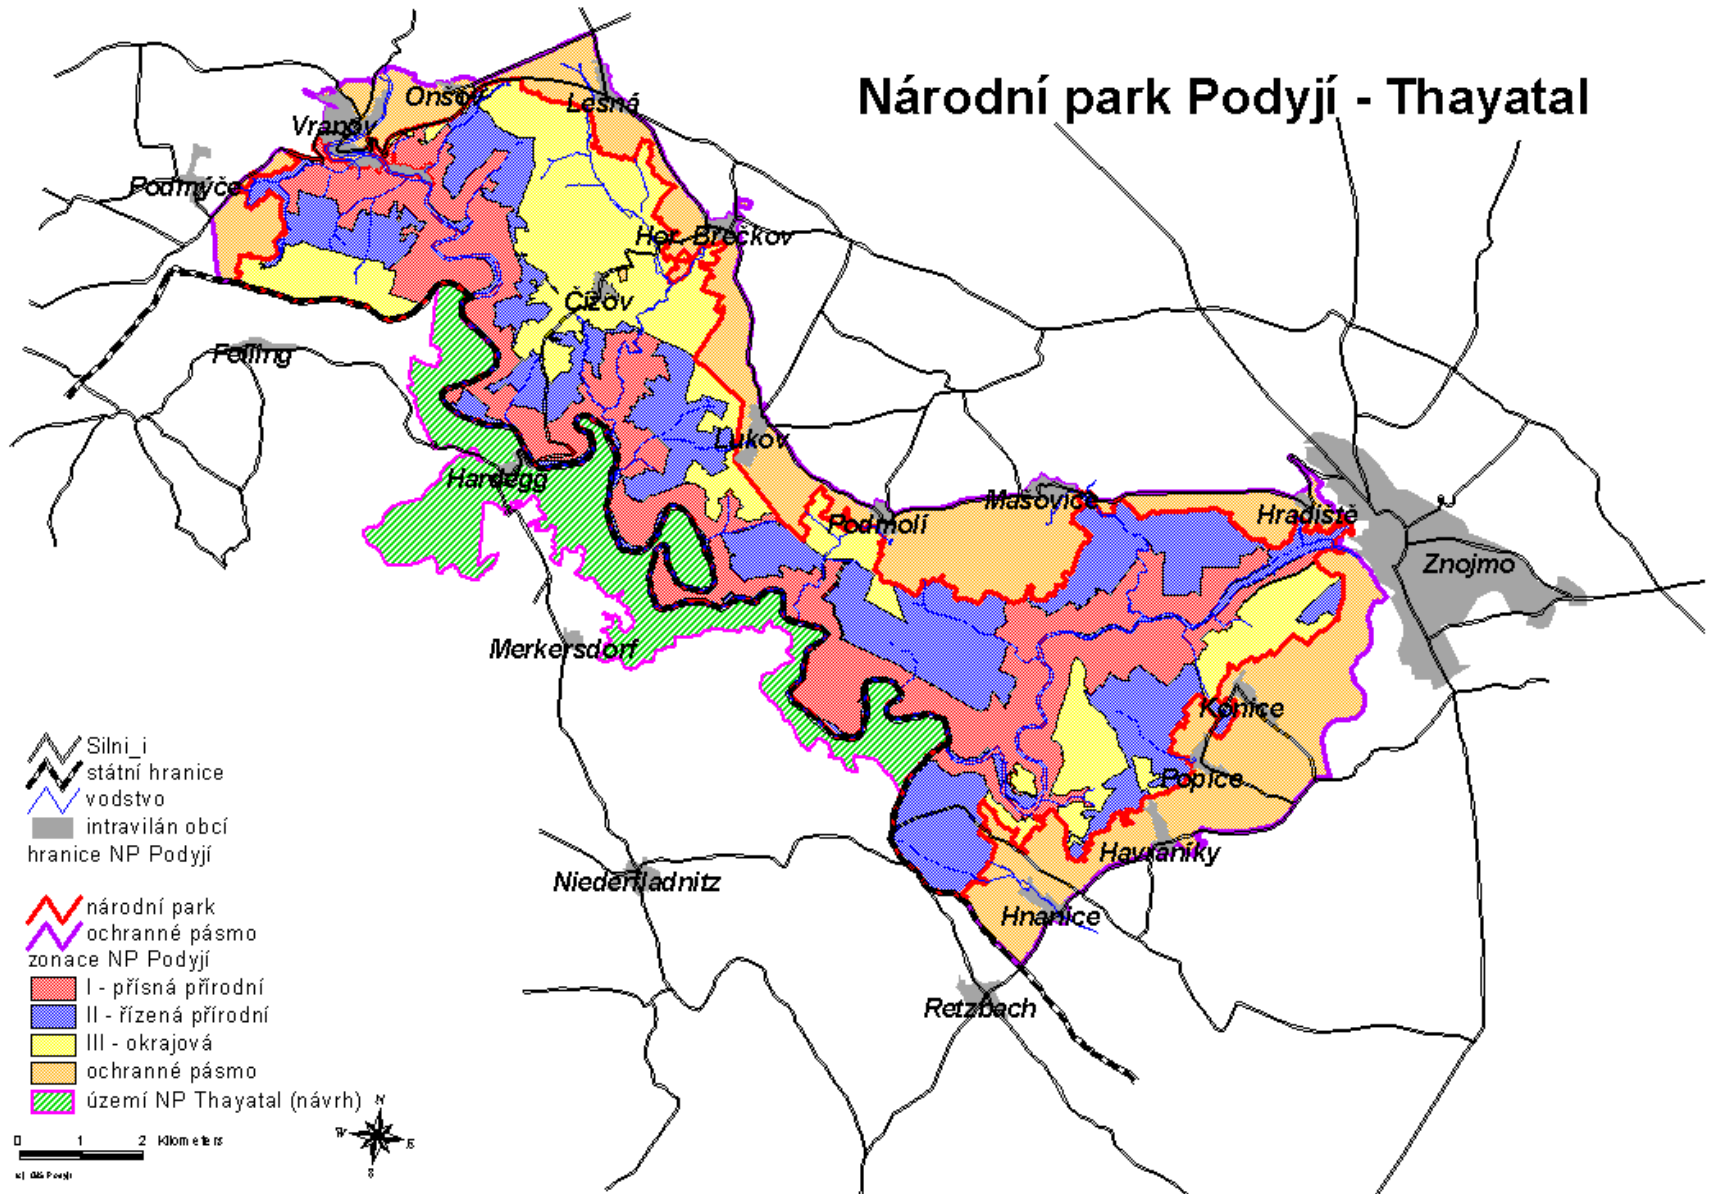 Národní park Podyjí - Thayatal
Onšov
Lesná
Vranov
Podmýče
Hor. Břečkov
Čížov
Felling
Lukov
Hardegg
Mašovice
Hradiště
Podmolí
Znojmo
Merkersdorf
Konice
Popice
Havraníky
Niederfladnitz
Hnanice
Retzbach
Silni_i
státní hranice
vodstvo
intravilán obcí
hranice NP Podyjí
národní park
ochranné pásmo
zonace NP Podyjí
I - přísná přírodní
II - řízená přírodní
III - okrajová
ochranné pásmo
území NP Thayatal (návrh)
N
W
E
S
0 1 2 Kilometers